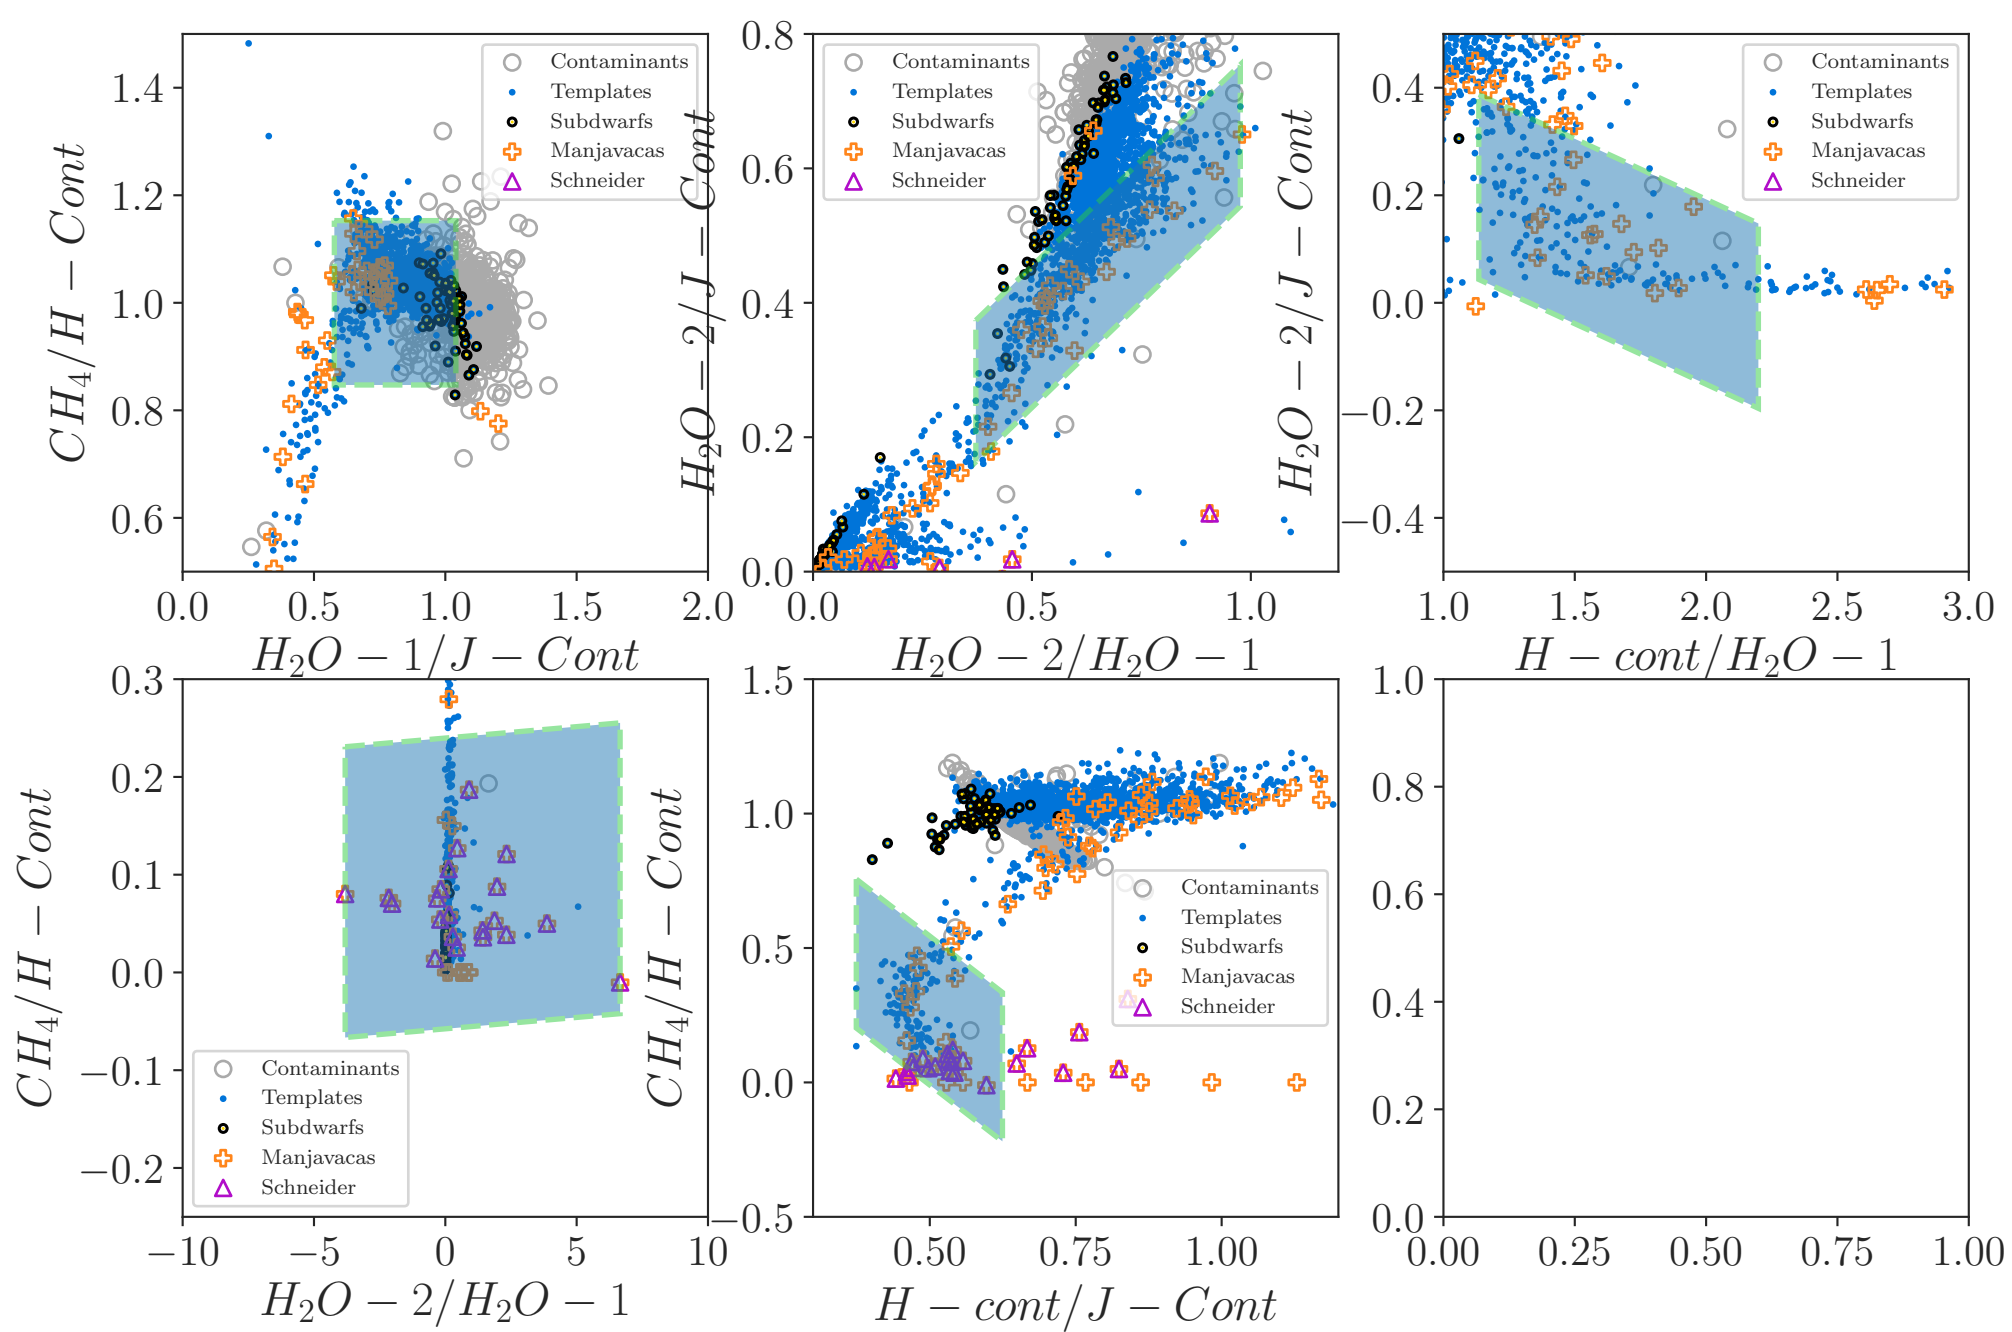 CH₄/H − Cont
1.4
1.2
1.0
0.8
0.6
Contaminants
Templates
Subdwarfs
Manjavacas
Schneider
0.0 0.5 1.0 1.5 2.0
H₂O − 1/J − Cont
H₂O − 2/J − Cont
0.8
0.6
0.4
0.2
0.0
Contaminants
Templates
Subdwarfs
Manjavacas
Schneider
0.0 0.5 1.0
H₂O − 2/H₂O − 1
H₂O − 2/J − Cont
0.4
0.2
0.0
−0.2
−0.4
Contaminants
Templates
Subdwarfs
Manjavacas
Schneider
1.0 1.5 2.0 2.5 3.0
H − cont/H₂O − 1
CH₄/H − Cont
0.3
0.2
0.1
0.0
−0.1
−0.2
Contaminants
Templates
Subdwarfs
Manjavacas
Schneider
−10 −5 0 5 10
H₂O − 2/H₂O − 1
CH₄/H − Cont
1.5
1.0
0.5
0.0
−0.5
Contaminants
Templates
Subdwarfs
Manjavacas
Schneider
0.50 0.75 1.00
H − cont/J − Cont
1.0
0.8
0.6
0.4
0.2
0.0
0.00 0.25 0.50 0.75 1.00